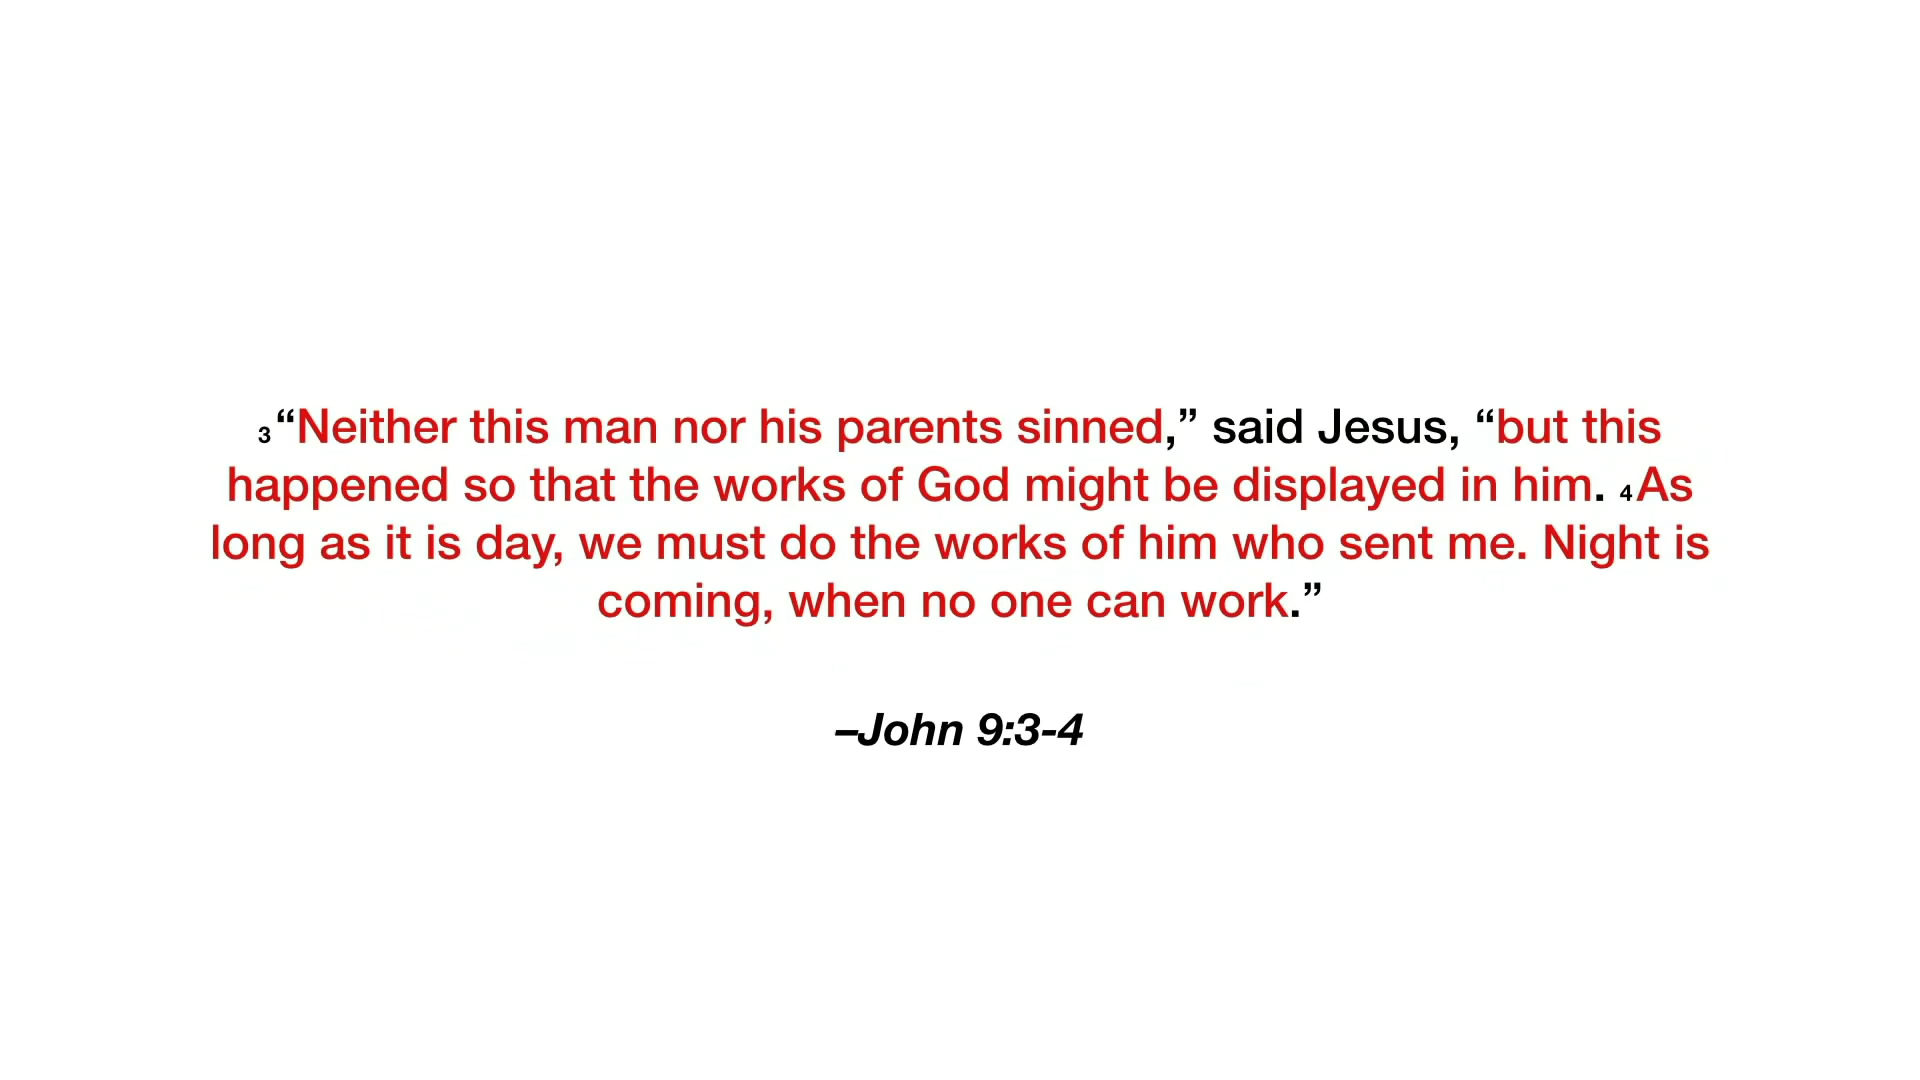 3“Neither this man nor his parents sinned,” said Jesus, “but this
happened so that the works of God might be displayed in him. 4As
long as it is day, we must do the works of him who sent me. Night is
coming, when no one can work.”
–John 9:3-4